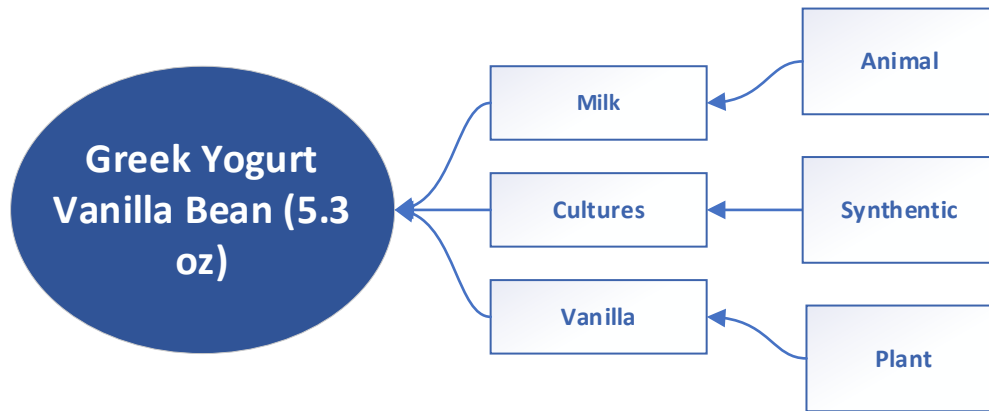 Greek Yogurt
Vanilla Bean (5.3
oz)
Milk
Cultures
Vanilla
Animal
Synthentic
Plant